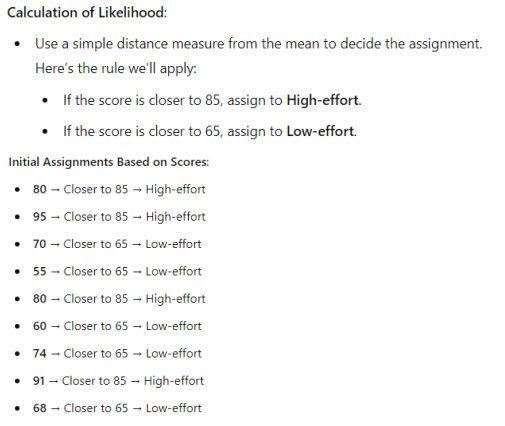 Calculation of Likelihood:
• Use a simple distance measure from the mean to decide the assignment.
Here's the rule we'll apply:
• If the score is closer to 85, assign to High-effort.
• If the score is closer to 65, assign to Low-effort.
Initial Assignments Based on Scores:
• 80 → Closer to 85 → High-effort
• 95 → Closer to 85 → High-effort
• 70 → Closer to 65 → Low-effort
• 55 → Closer to 65 → Low-effort
• 80 → Closer to 85 → High-effort
• 60 → Closer to 65 → Low-effort
• 74 → Closer to 65 → Low-effort
• 91 → Closer to 85 → High-effort
• 68 → Closer to 65 → Low-effort